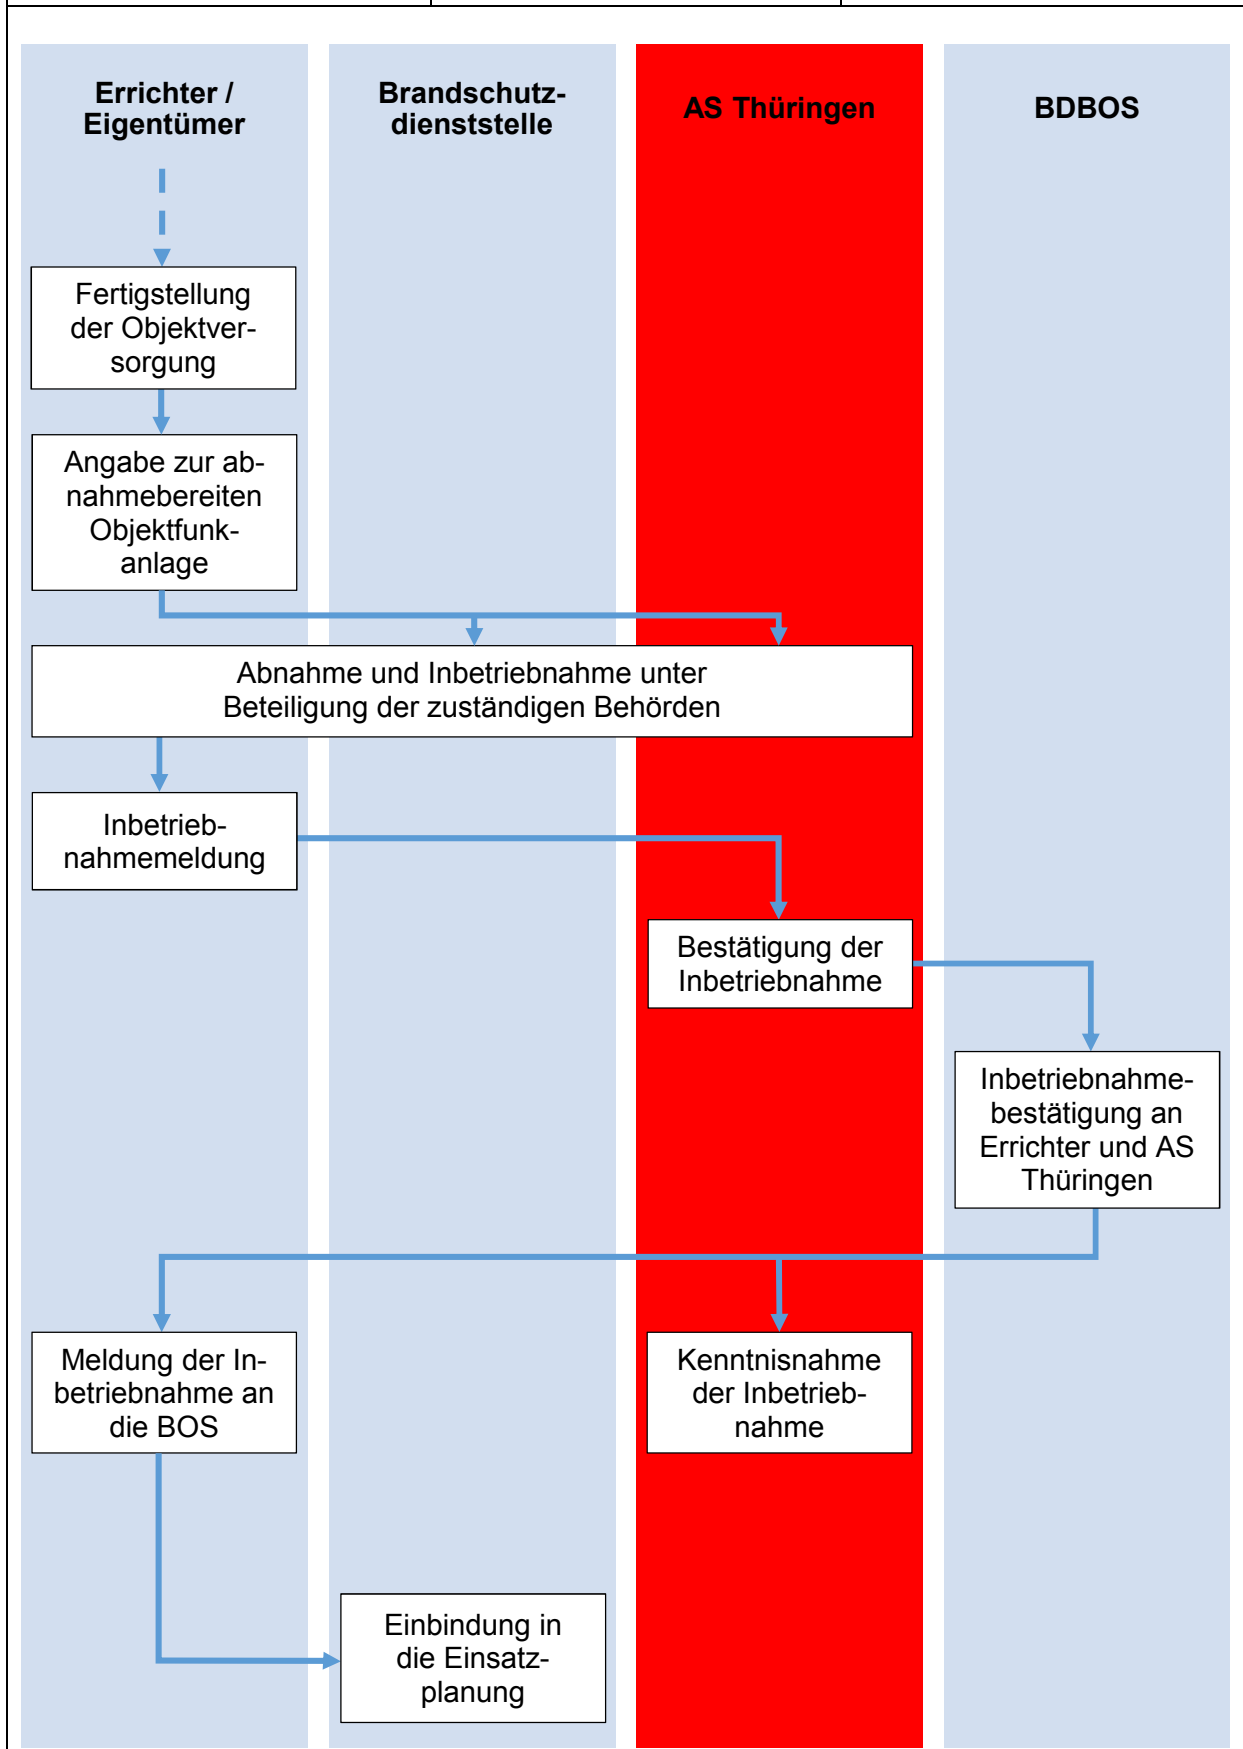 Errichter /
Eigentümer
Brandschutz-
dienststelle
AS Thüringen
BDBOS
Fertigstellung
der Objektver-
sorgung
Angabe zur ab-
nahmebereiten
Objektfunk-
anlage
Abnahme und Inbetriebnahme unter
Beteiligung der zuständigen Behörden
Inbetrieb-
nahmemeldung
Bestätigung der
Inbetriebnahme
Inbetriebnahme-
bestätigung an
Errichter und AS
Thüringen
Meldung der In-
betriebnahme an
die BOS
Kenntnisnahme
der Inbetrieb-
nahme
Einbindung in
die Einsatz-
planung